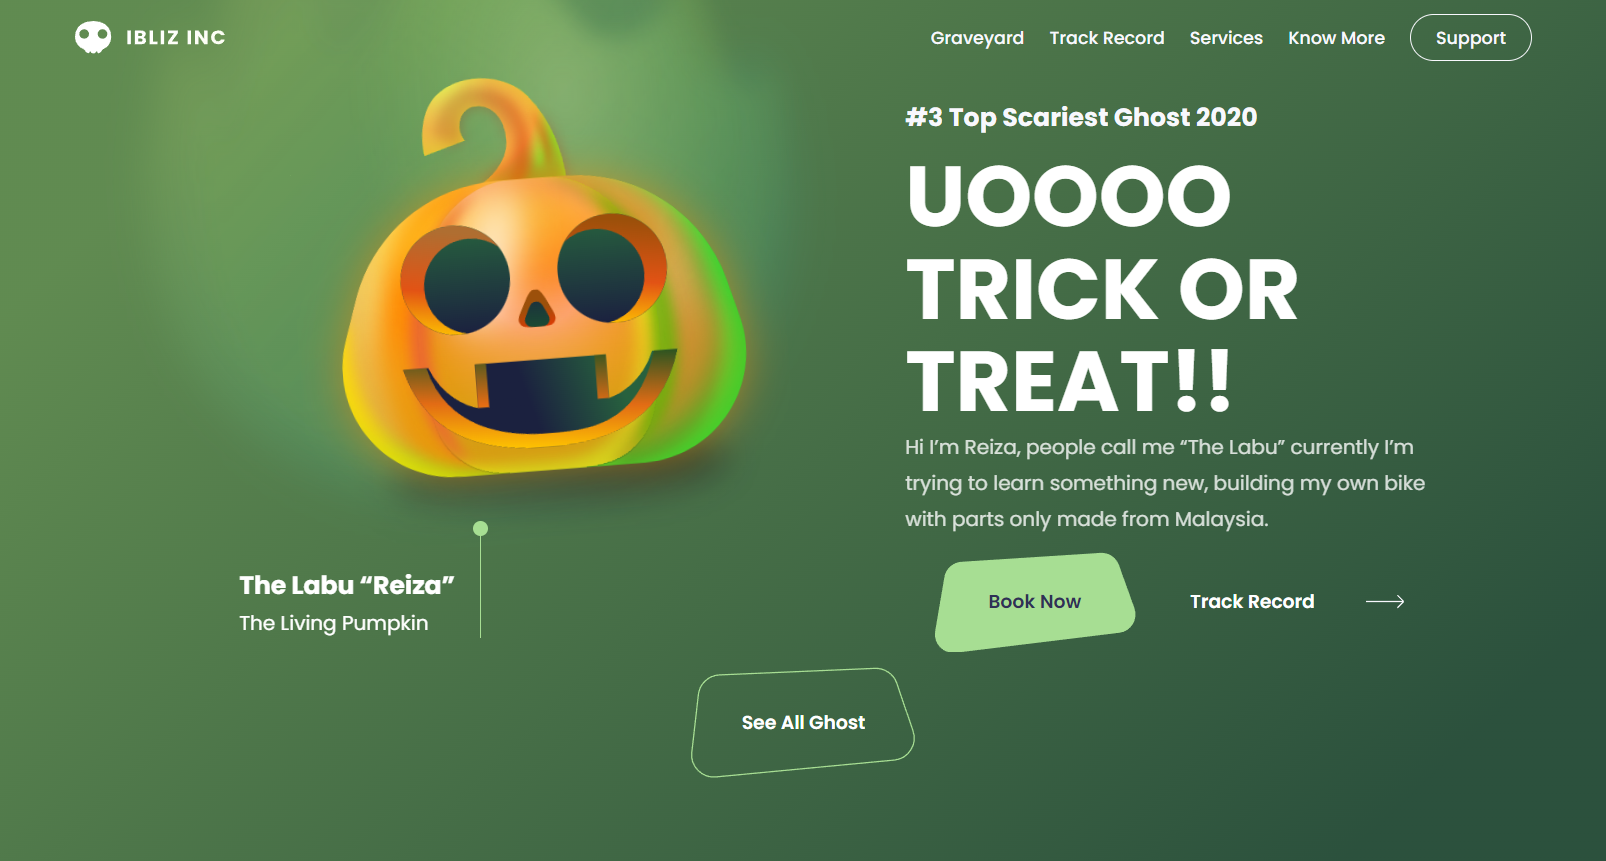 IBLIZ INC
Graveyard
Track Record
Services
Know More
Support
#3 Top Scariest Ghost 2020
UOOOO
TRICK OR
TREAT!!
Hi I’m Reiza, people call me “The Labu” currently I’m
trying to learn something new, building my own bike
with parts only made from Malaysia.
The Labu “Reiza”
The Living Pumpkin
Book Now
Track Record
See All Ghost